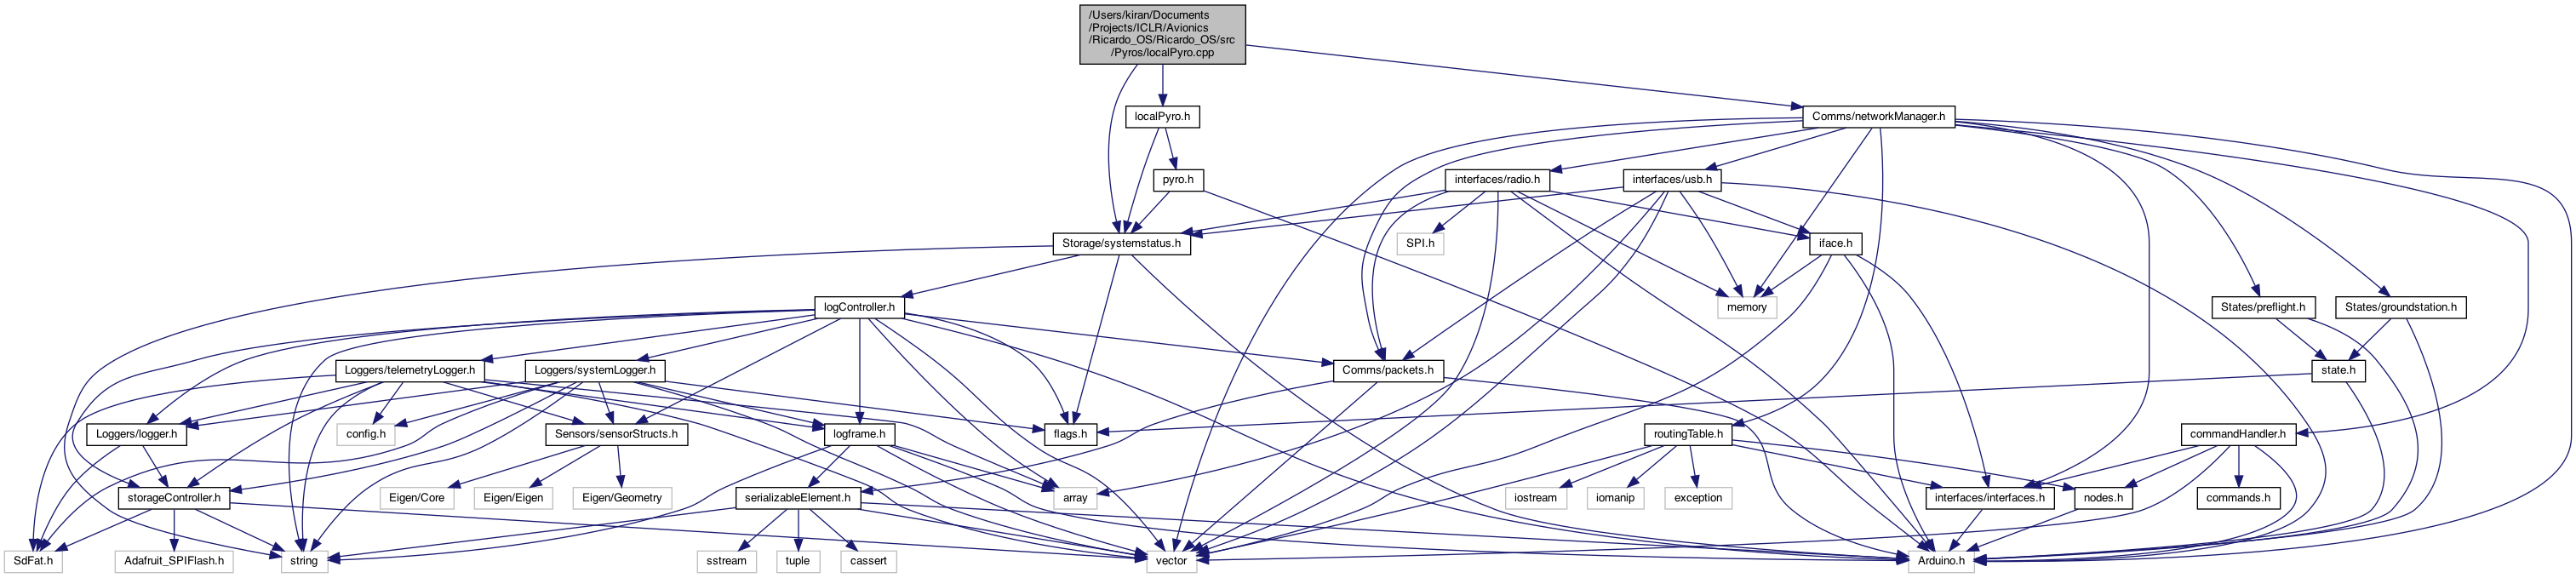 /Users/kiran/Documents
/Projects/ICLR/Avionics
/Ricardo_OS/Ricardo_OS/src
/Pyros/localPyro.cpp
localPyro.h
Comms/networkManager.h
pyro.h
interfaces/radio.h
interfaces/usb.h
Storage/systemstatus.h
SPI.h
iface.h
logController.h
memory
States/preflight.h
States/groundstation.h
Loggers/telemetryLogger.h
Loggers/systemLogger.h
Comms/packets.h
state.h
Loggers/logger.h
config.h
Sensors/sensorStructs.h
logframe.h
flags.h
routingTable.h
commandHandler.h
storageController.h
Eigen/Core
Eigen/Eigen
Eigen/Geometry
serializableElement.h
array
iostream
iomanip
exception
interfaces/interfaces.h
nodes.h
commands.h
SdFat.h
Adafruit_SPIFlash.h
string
sstream
tuple
cassert
vector
Arduino.h